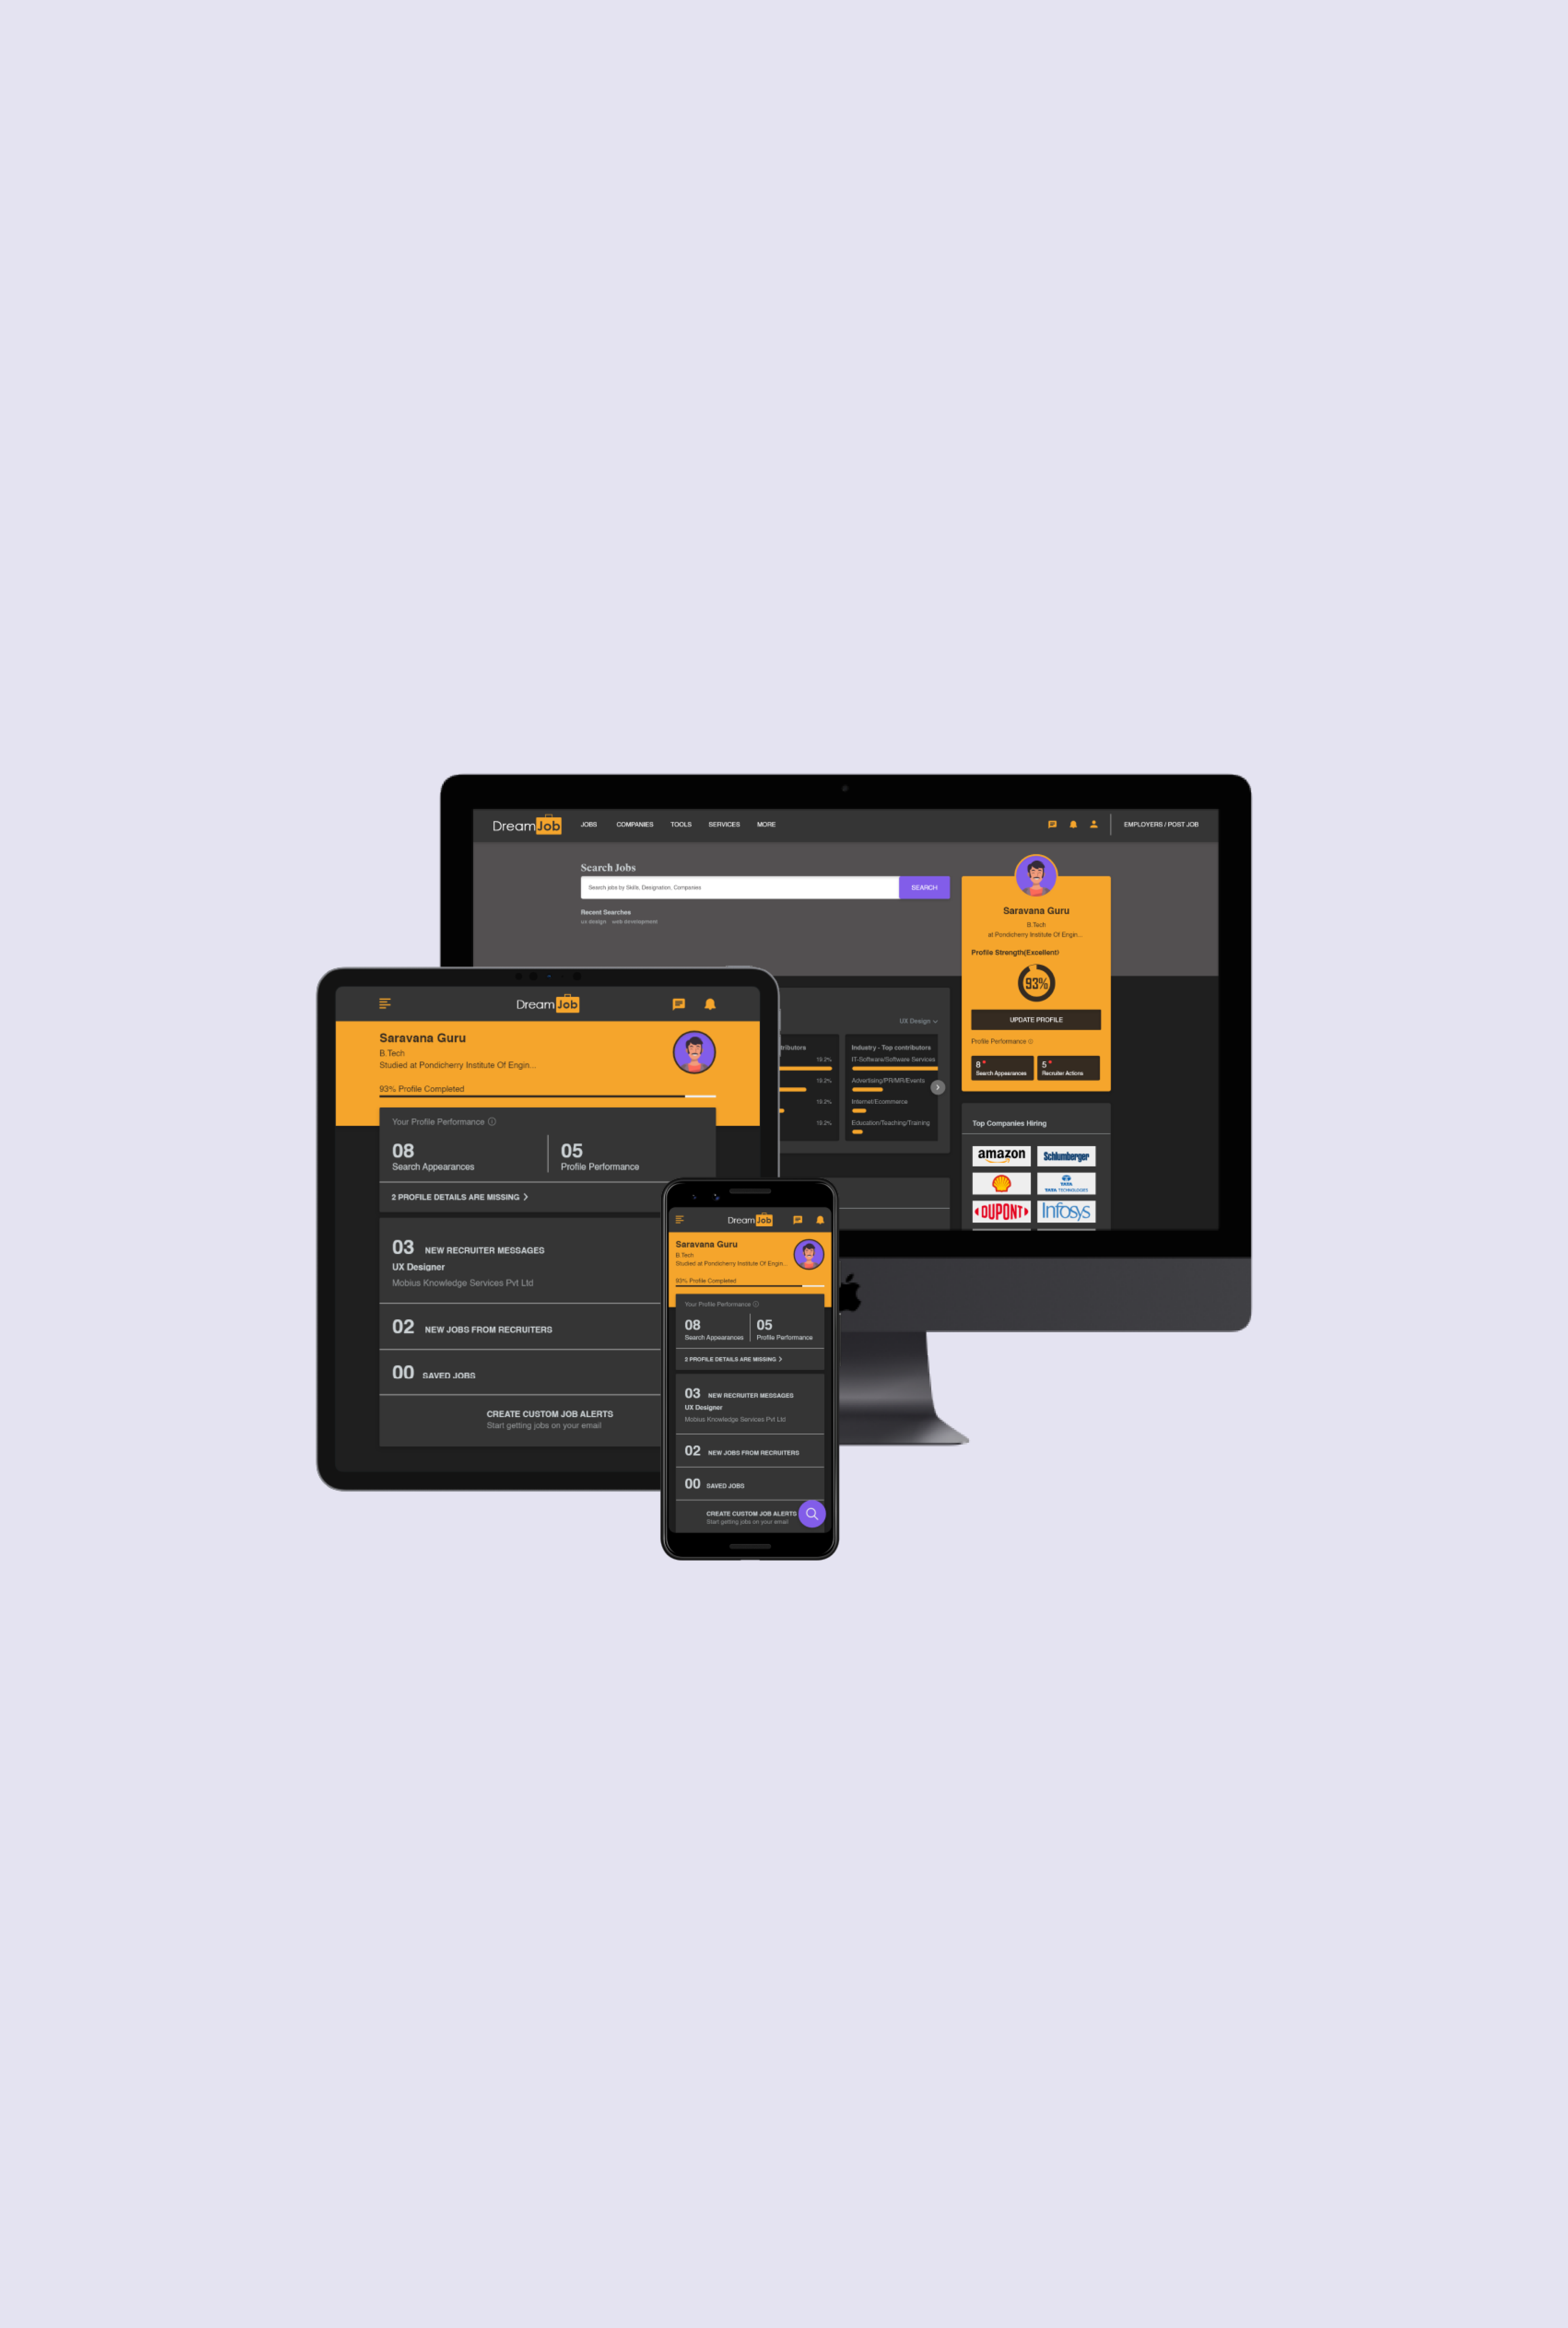 DreamJob
JOBS COMPANIES TOOLS SERVICES MORE
EMPLOYERS / POST JOB
Search Jobs
Search jobs by Skills, Designation, Companies
SEARCH
Recent Searches
ux design web development
Saravana Guru
B.Tech
at Pondicherry Institute Of Engin...
Profile Strength(Excellent)
93%
UPDATE PROFILE
Profile Performance
8
Search Appearances
5
Recruiter Actions
UX Design
tributors
19.2%
19.2%
19.2%
19.2%
Industry - Top contributors
IT-Software/Software Services
Advertising/PR/MR/Events
Internet/Ecommerce
Education/Teaching/Training
Top Companies Hiring
amazon
Schlumberger
TATA
TATA TECHNOLOGIES
DUPONT
Infosys
DreamJob
Saravana Guru
B.Tech
Studied at Pondicherry Institute Of Engin...
93% Profile Completed
Your Profile Performance
08
Search Appearances
05
Profile Performance
2 PROFILE DETAILS ARE MISSING
03 NEW RECRUITER MESSAGES
UX Designer
Mobius Knowledge Services Pvt Ltd
02 NEW JOBS FROM RECRUITERS
00 SAVED JOBS
CREATE CUSTOM JOB ALERTS
Start getting jobs on your email
DreamJob
Saravana Guru
B.Tech
Studied at Pondicherry Institute Of Engin...
93% Profile Completed
Your Profile Performance
08
Search Appearances
05
Profile Performance
2 PROFILE DETAILS ARE MISSING
03 NEW RECRUITER MESSAGES
UX Designer
Mobius Knowledge Services Pvt Ltd
02 NEW JOBS FROM RECRUITERS
00 SAVED JOBS
CREATE CUSTOM JOB ALERTS
Start getting jobs on your email